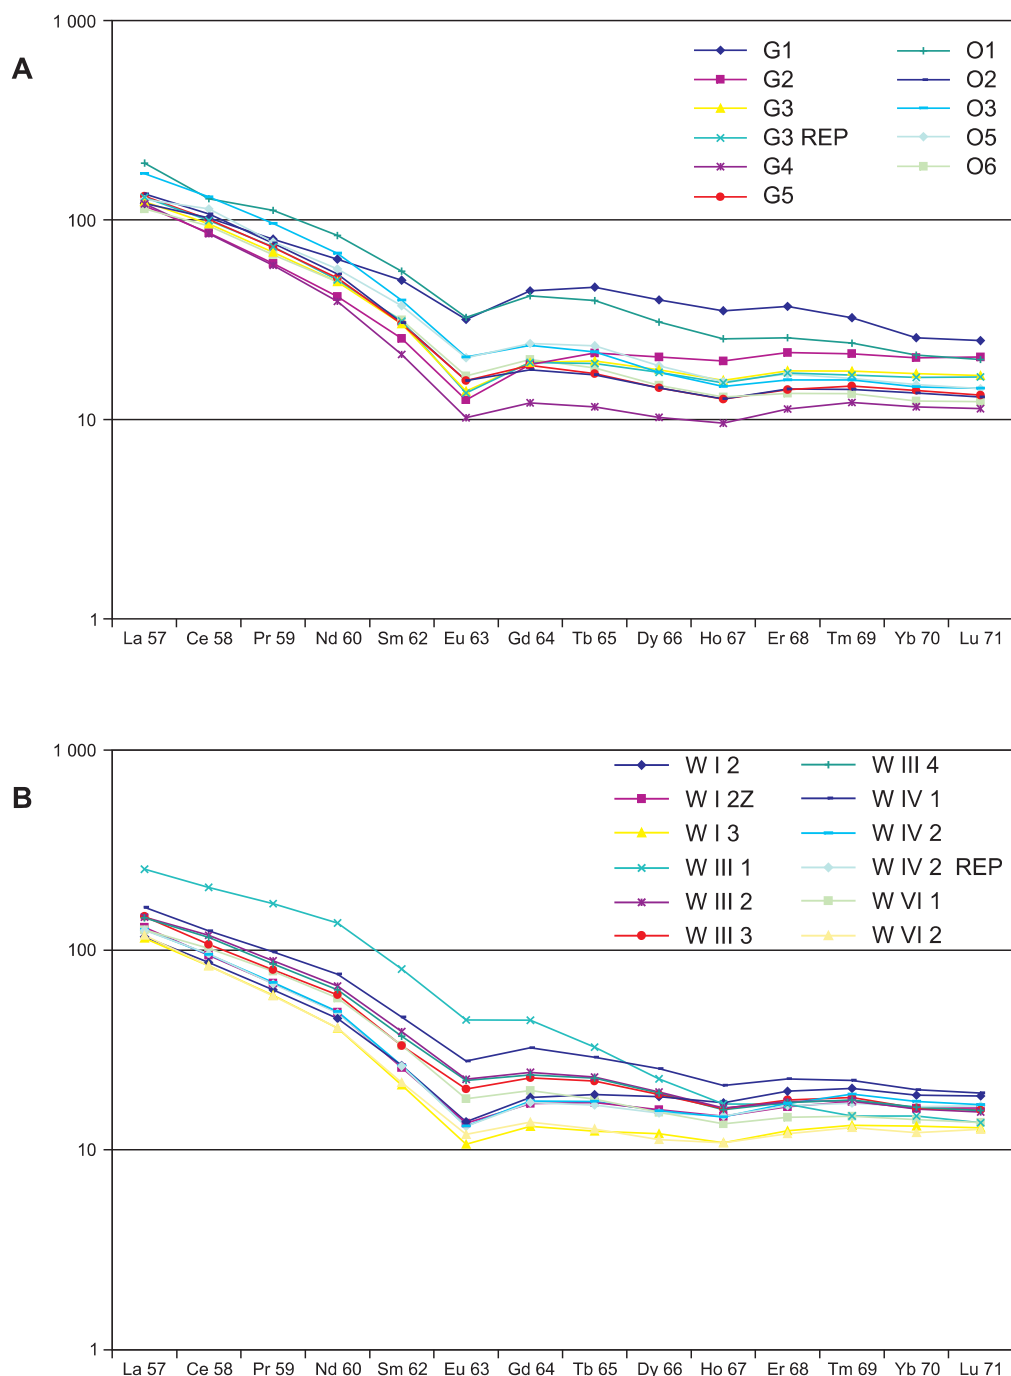 A
1 000
100
10
1
G1
G2
G3
G3 REP
G4
G5
O1
O2
O3
O5
O6
La 57 Ce 58 Pr 59 Nd 60 Sm 62 Eu 63 Gd 64 Tb 65 Dy 66 Ho 67 Er 68 Tm 69 Yb 70 Lu 71
B
1 000
100
10
1
W I 2
W I 2Z
W I 3
W III 1
W III 2
W III 3
W III 4
W IV 1
W IV 2
W IV 2 REP
W VI 1
W VI 2
La 57 Ce 58 Pr 59 Nd 60 Sm 62 Eu 63 Gd 64 Tb 65 Dy 66 Ho 67 Er 68 Tm 69 Yb 70 Lu 71